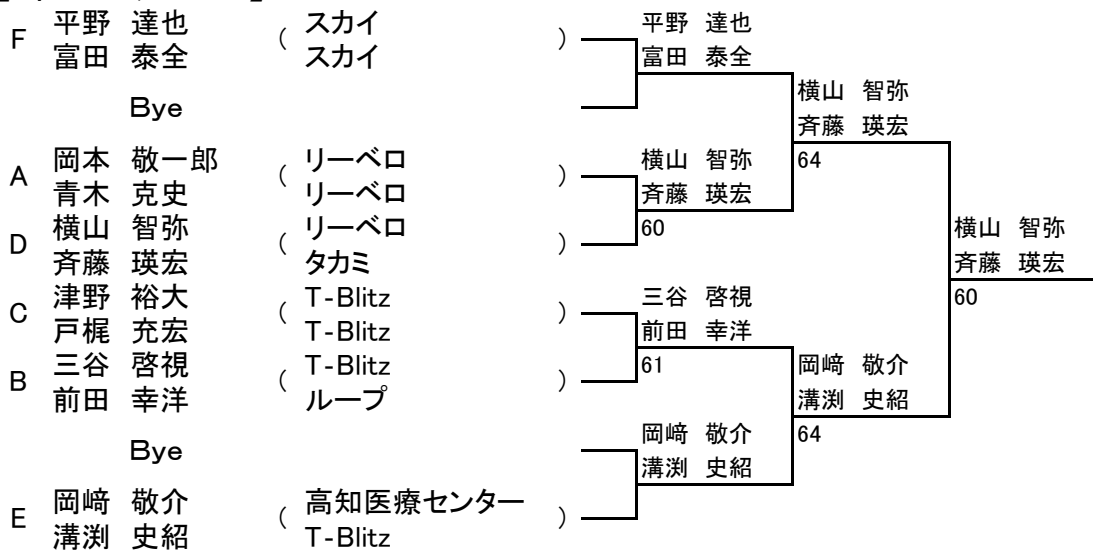 F 平野 達也 ( スカイ )
富田 泰全 スカイ
Bye
A 岡本 敬一郎 ( リーベロ )
青木 克史 リーベロ
D 横山 智弥 ( リーベロ )
斉藤 瑛宏 タカミ
C 津野 裕大 ( T-Blitz )
戸梶 充宏 T-Blitz
B 三谷 啓視 ( T-Blitz )
前田 幸洋 ループ
Bye
E 岡﨑 敬介 ( 高知医療センター )
溝渕 史紹 T-Blitz
平野 達也
富田 泰全
横山 智弥
斉藤 瑛宏
60
三谷 啓視
前田 幸洋
61
岡﨑 敬介
溝渕 史紹
横山 智弥
斉藤 瑛宏
64
岡﨑 敬介
溝渕 史紹
64
横山 智弥
斉藤 瑛宏
60